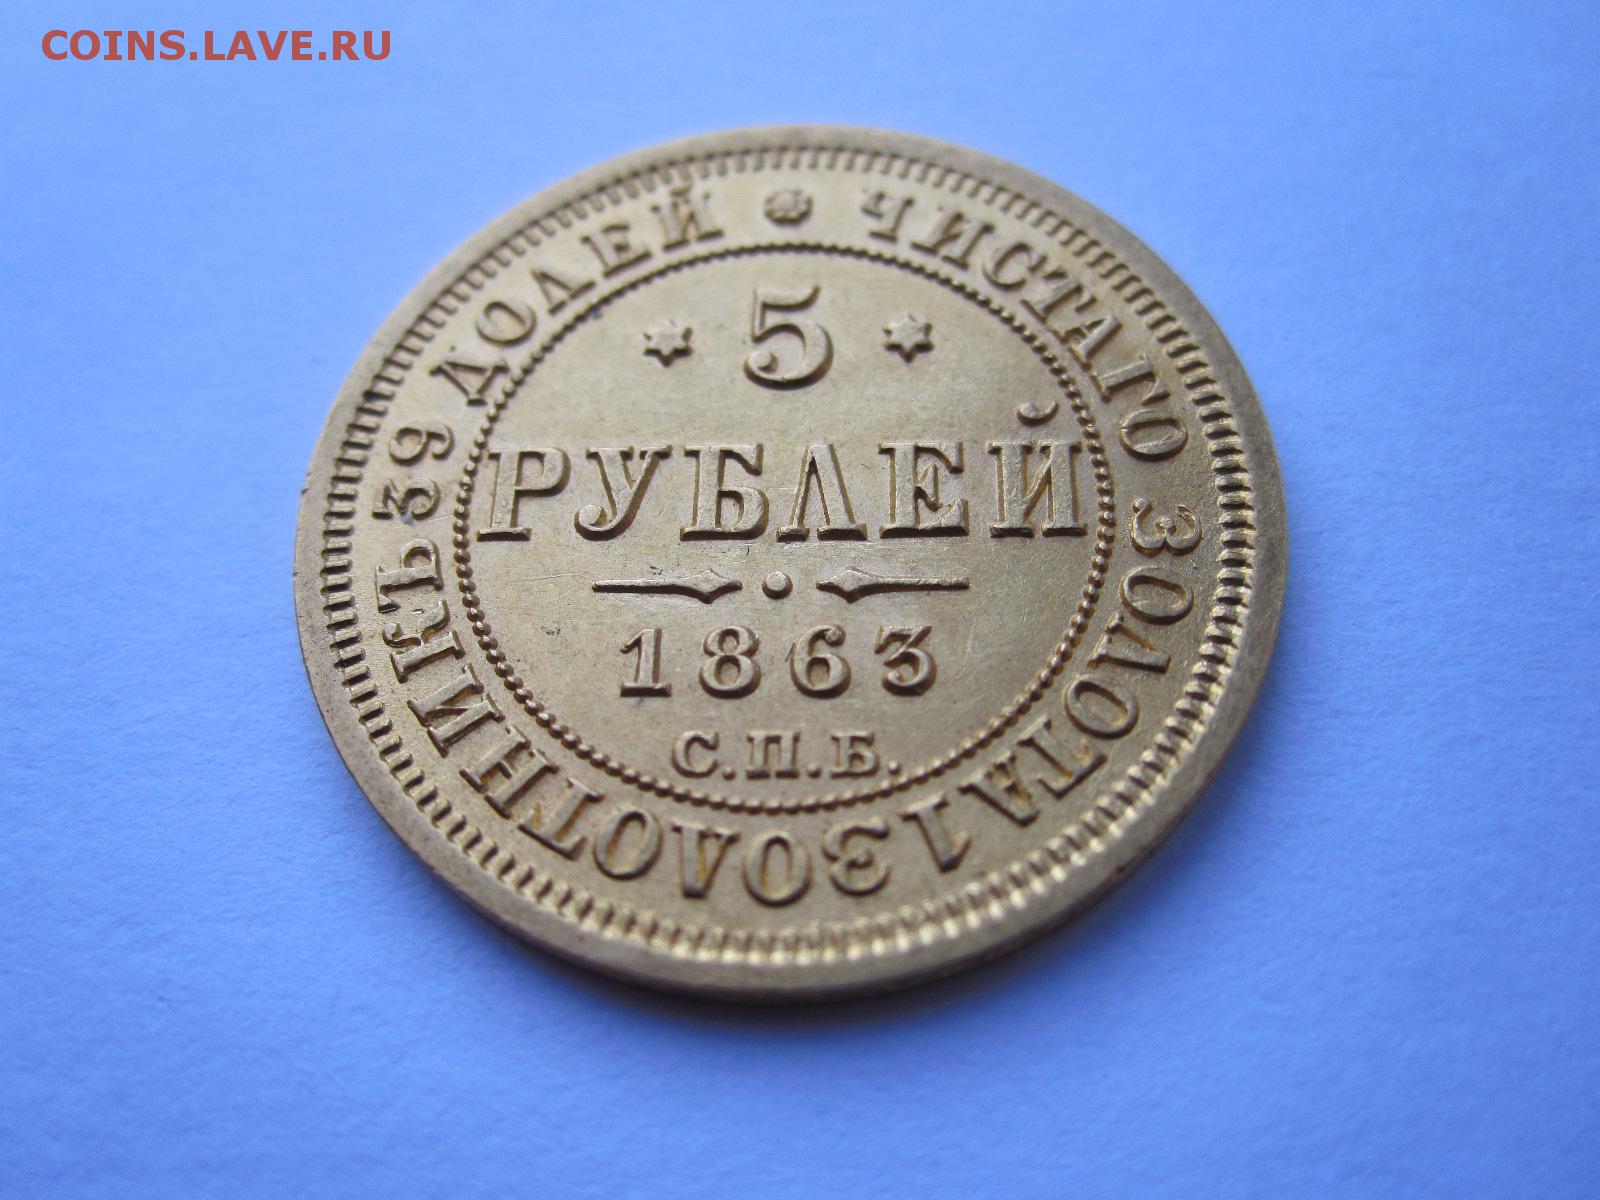 COINS.LAVE.RU
ЧИСТАГО ЗОЛОТА 1 ЗОЛОТНИКЪ 39 ДОЛЕЙ
5
РУБЛЕЙ
1863
С.П.Б.